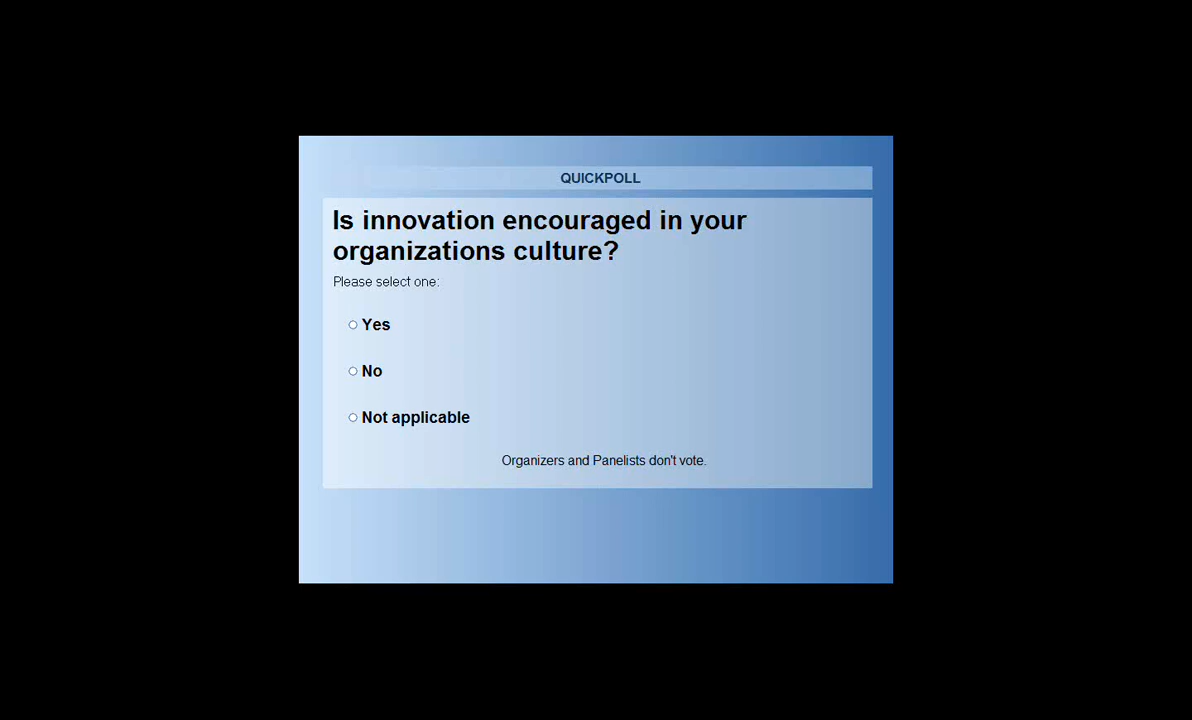 QUICKPOLL
Is innovation encouraged in your
organizations culture?
Please select one:
Yes
No
Not applicable
Organizers and Panelists don't vote.